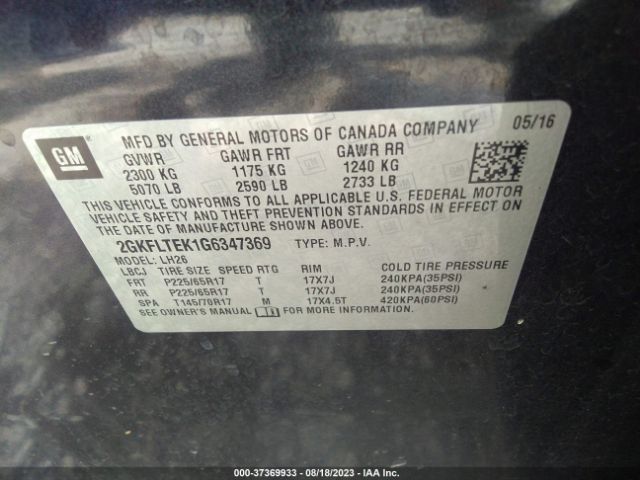 GM
MFD BY GENERAL MOTORS OF CANADA COMPANY 05/16
GVWR GAWR FRT GAWR RR
2300 KG 1175 KG 1240 KG
5070 LB 2590 LB 2733 LB
THIS VEHICLE CONFORMS TO ALL APPLICABLE U.S. FEDERAL MOTOR
VEHICLE SAFETY AND THEFT PREVENTION STANDARDS IN EFFECT ON
THE DATE OF MANUFACTURE SHOWN ABOVE.
2GKFLTEK1G6347369 TYPE: M.P.V.
MODEL: LH26
LBCJ TIRE SIZE SPEED RTG RIM COLD TIRE PRESSURE
FRT P225/65R17 T 17X7J 240KPA(35PSI)
RR P225/65R17 T 17X7J 240KPA(35PSI)
SPA T145/70R17 M 17X4.5T 420KPA(60PSI)
SEE OWNER'S MANUAL FOR MORE INFORMATION.
000-37369933 - 08/18/2023 - IAA Inc.